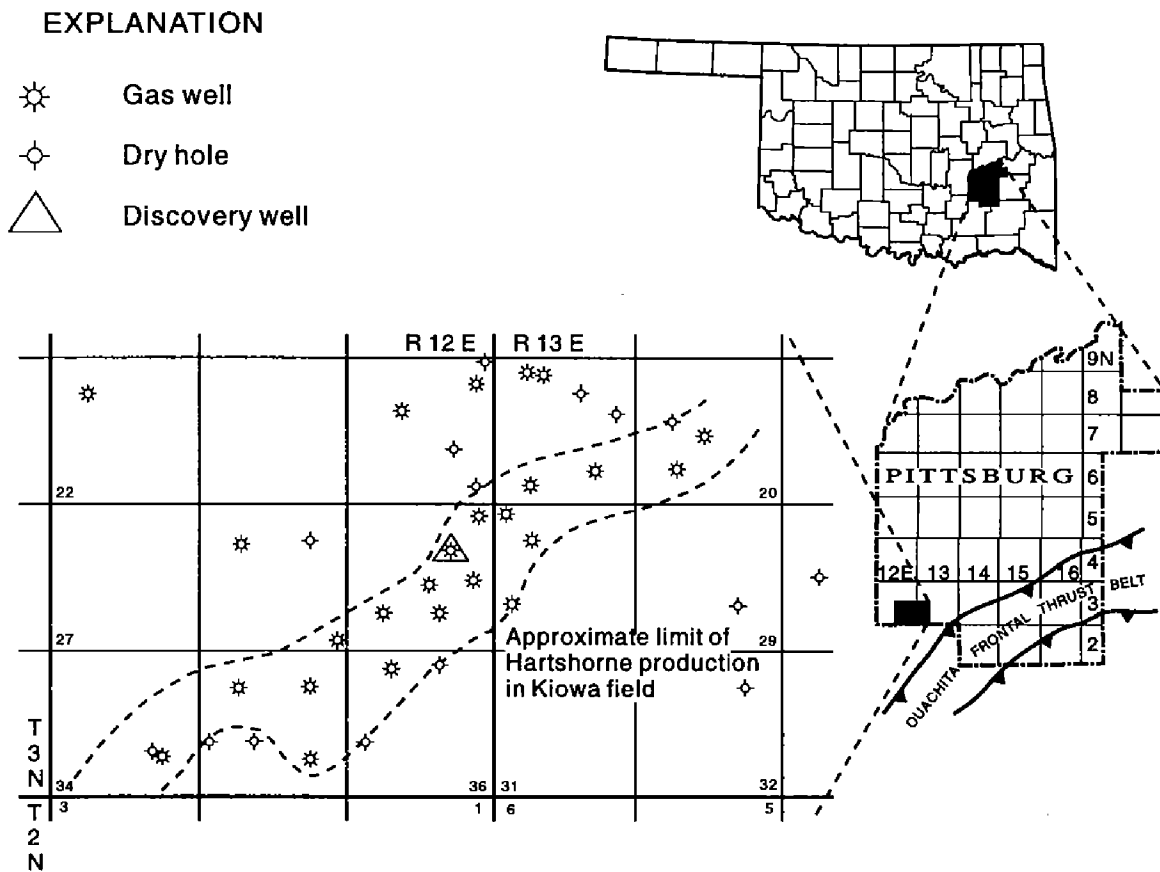 EXPLANATION
Gas well
Dry hole
Discovery well
R 12 E R 13 E
22
20
27
29
Approximate limit of
Hartshorne production
in Kiowa field
T
3
N
34
36 31
32
3
1 6
5
T
2
N
9N
8
7
PITTSBURG
6
5
4
12E 13 14 15 16
3
2
OUACHITA FRONTAL THRUST BELT